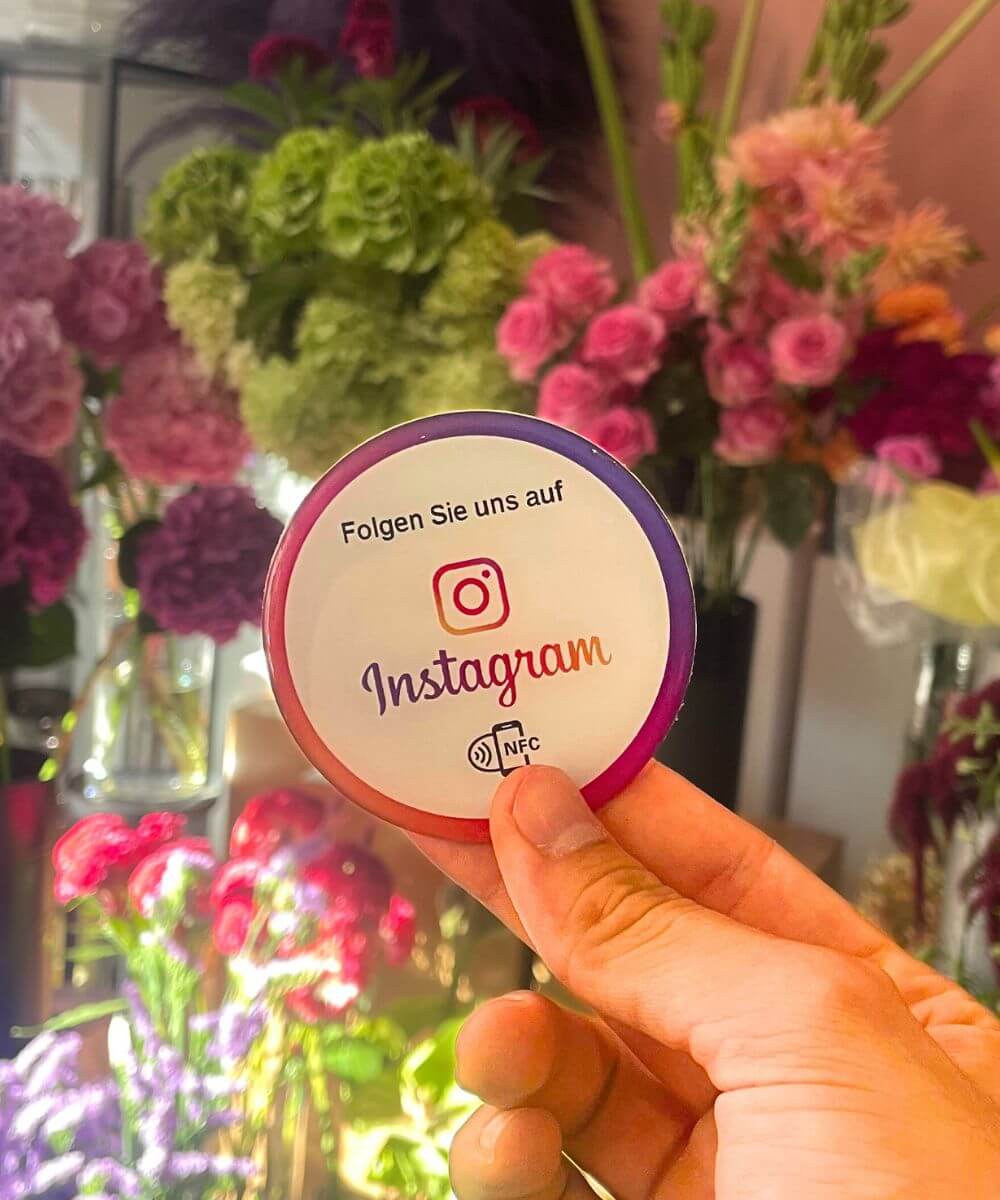 Folgen Sie uns auf
Instagram
NFC